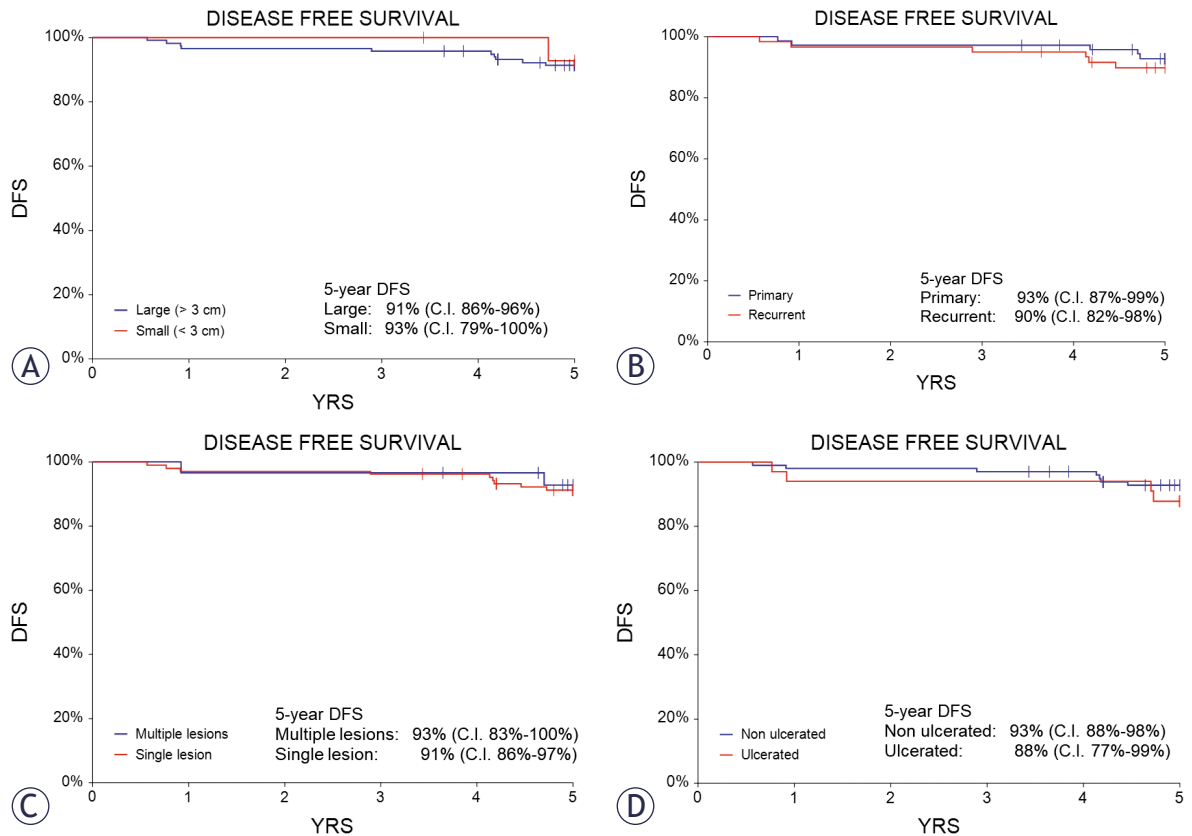 DISEASE FREE SURVIVAL
100%
80%
60%
40%
20%
0%
DFS
Large (> 3 cm)
Small (< 3 cm)
5-year DFS
Large: 91% (C.I. 86%-96%)
Small: 93% (C.I. 79%-100%)
0 1 2 3 4 5
YRS
A
DISEASE FREE SURVIVAL
100%
80%
60%
40%
20%
0%
DFS
Primary
Recurrent
5-year DFS
Primary: 93% (C.I. 87%-99%)
Recurrent: 90% (C.I. 82%-98%)
0 1 3 4 5
YRS
B
DISEASE FREE SURVIVAL
100%
80%
60%
40%
20%
0%
DFS
Multiple lesions
Single lesion
5-year DFS
Multiple lesions: 93% (C.I. 83%-100%)
Single lesion: 91% (C.I. 86%-97%)
0 1 2 3 4 5
YRS
C
DISEASE FREE SURVIVAL
100%
80%
60%
40%
20%
0%
DFS
Non ulcerated
Ulcerated
5-year DFS
Non ulcerated: 93% (C.I. 88%-98%)
Ulcerated: 88% (C.I. 77%-99%)
0 1 3 4 5
YRS
D